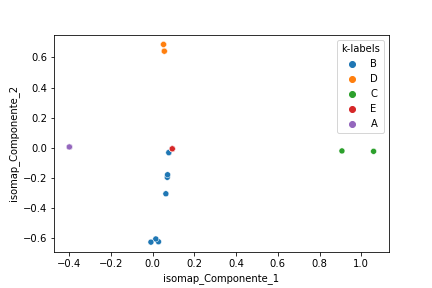 k-labels
B
D
C
E
A
0.6
0.4
0.2
0.0
−0.2
−0.4
−0.6
isomap_Componente_2
−0.4 −0.2 0.0 0.2 0.4 0.6 0.8 1.0
isomap_Componente_1